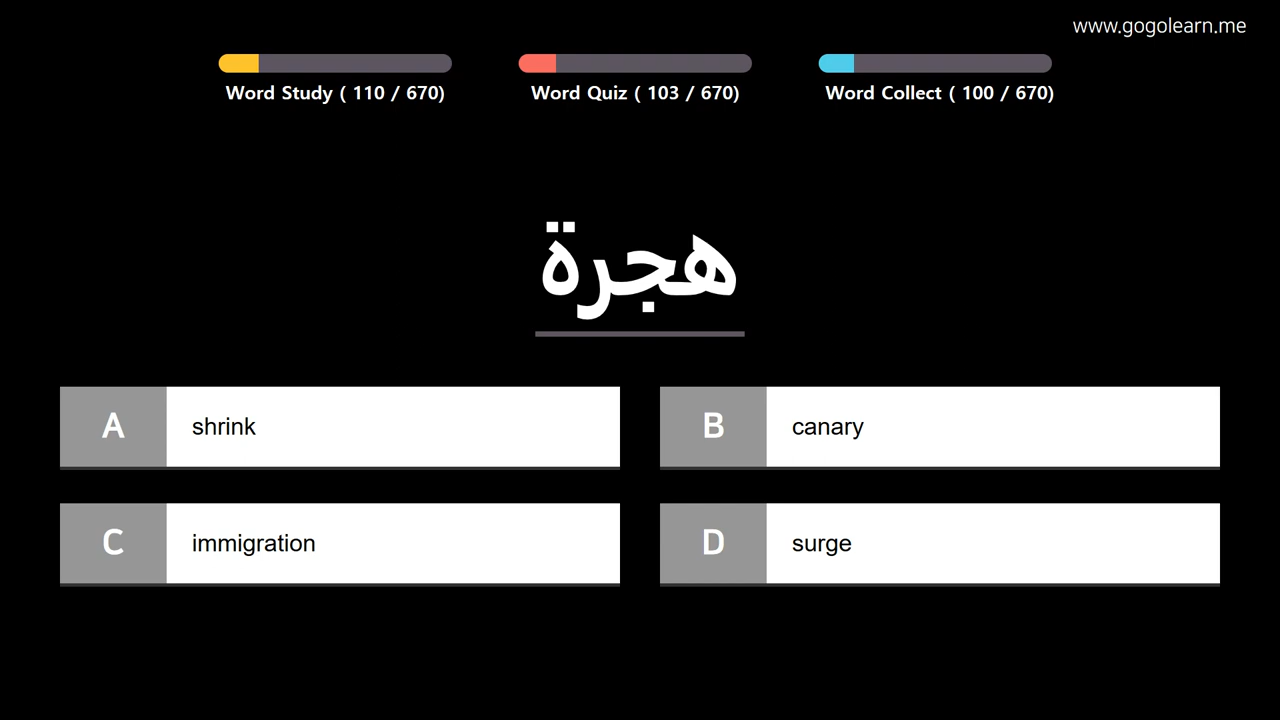 www.gogolearn.me
Word Study ( 110 / 670)
Word Quiz ( 103 / 670)
Word Collect ( 100 / 670)
هجرة
A shrink
B canary
C immigration
D surge